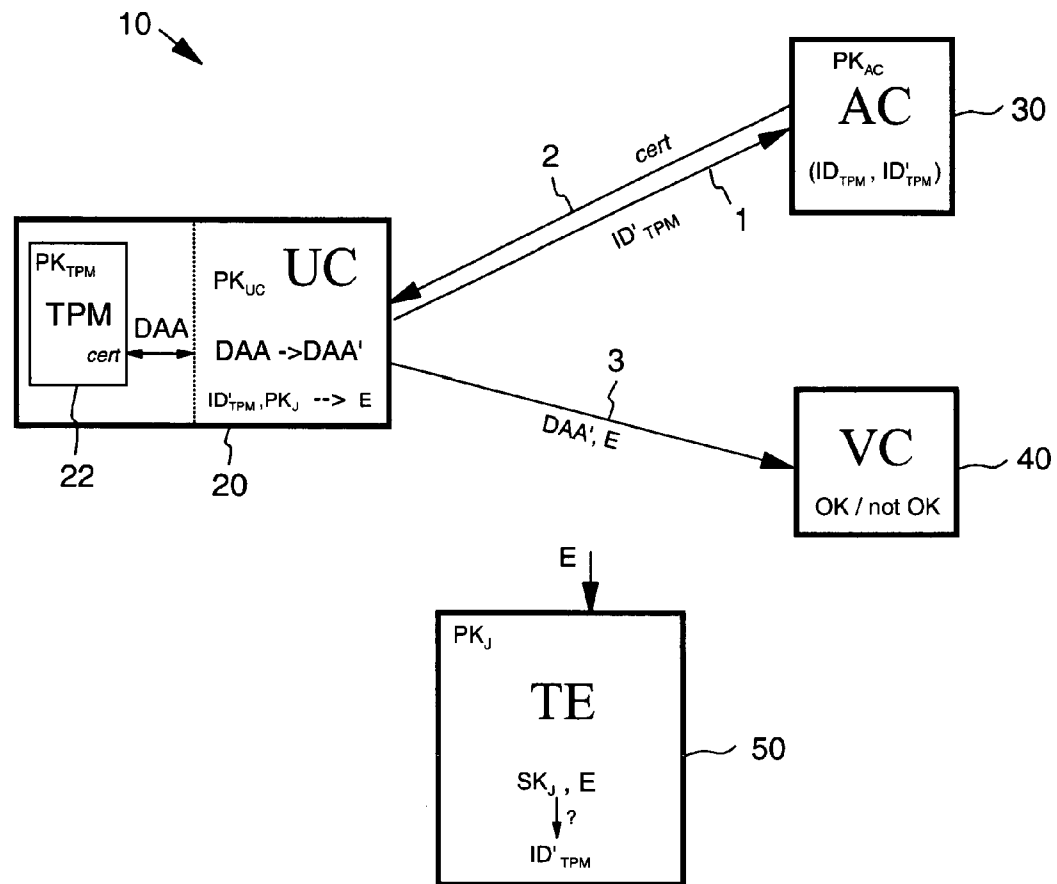 10
PK_AC
AC
(ID_TPM, ID'_TPM)
30
2
cert
1
ID'_TPM
PK_TPM
TPM
cert
DAA
PK_UC
UC
DAA ->DAA'
ID'_TPM, PK_J --> E
22
20
3
DAA', E
VC
OK / not OK
40
E
PK_J
TE
SK_J, E
?
ID'_TPM
50